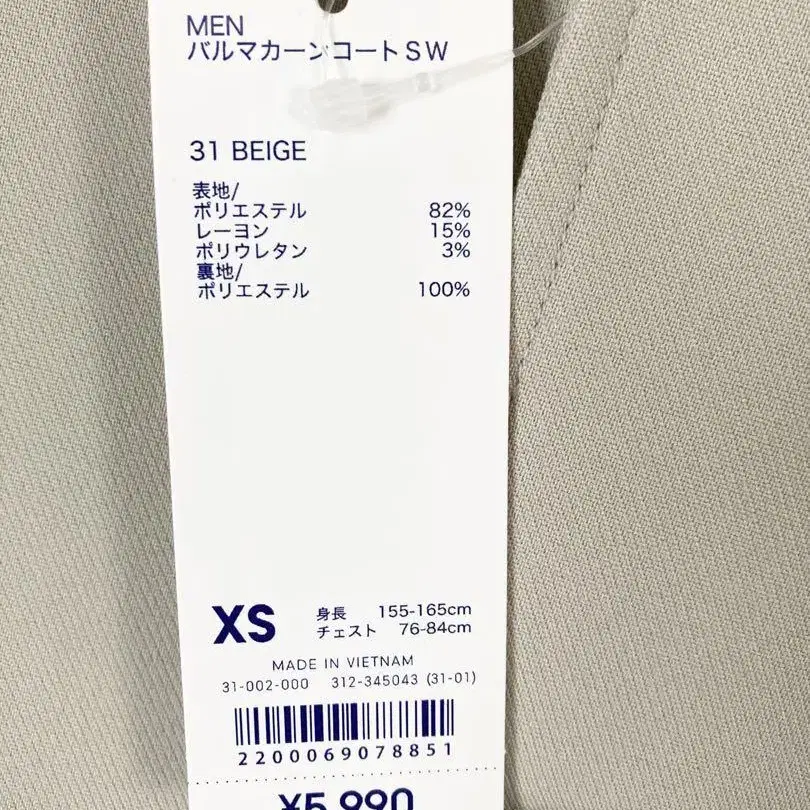 MEN
バルマカーンコートSW
31 BEIGE
表地/
ポリエステル 82%
レーヨン 15%
ポリウレタン 3%
裏地/
ポリエステル 100%
XS 身長 155-165cm
チェスト 76-84cm
MADE IN VIETNAM
31-002-000 312-345043 (31-01)
2200069078851
¥5,990